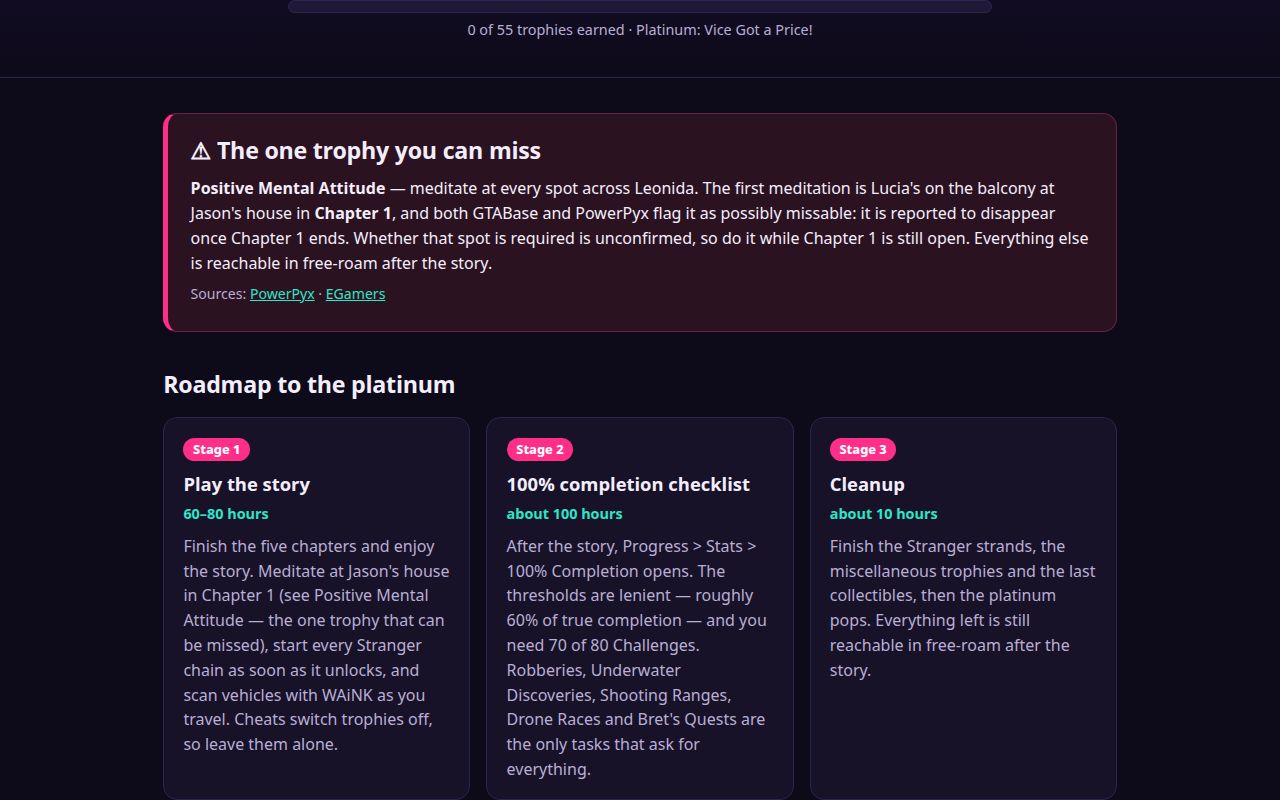 0 of 55 trophies earned · Platinum: Vice Got a Price!
⚠ The one trophy you can miss
Positive Mental Attitude — meditate at every spot across Leonida. The first meditation is Lucia's on the balcony at
Jason's house in Chapter 1, and both GTABase and PowerPyx flag it as possibly missable: it is reported to disappear
once Chapter 1 ends. Whether that spot is required is unconfirmed, so do it while Chapter 1 is still open. Everything else
is reachable in free-roam after the story.
Sources: PowerPyx · EGamers
Roadmap to the platinum
Stage 1
Play the story
60–80 hours
Finish the five chapters and enjoy
the story. Meditate at Jason's house
in Chapter 1 (see Positive Mental
Attitude — the one trophy that can
be missed), start every Stranger
chain as soon as it unlocks, and
scan vehicles with WAiNK as you
travel. Cheats switch trophies off,
so leave them alone.
Stage 2
100% completion checklist
about 100 hours
After the story, Progress > Stats >
100% Completion opens. The
thresholds are lenient — roughly
60% of true completion — and you
need 70 of 80 Challenges.
Robberies, Underwater
Discoveries, Shooting Ranges,
Drone Races and Bret's Quests are
the only tasks that ask for
everything.
Stage 3
Cleanup
about 10 hours
Finish the Stranger strands, the
miscellaneous trophies and the last
collectibles, then the platinum
pops. Everything left is still
reachable in free-roam after the
story.